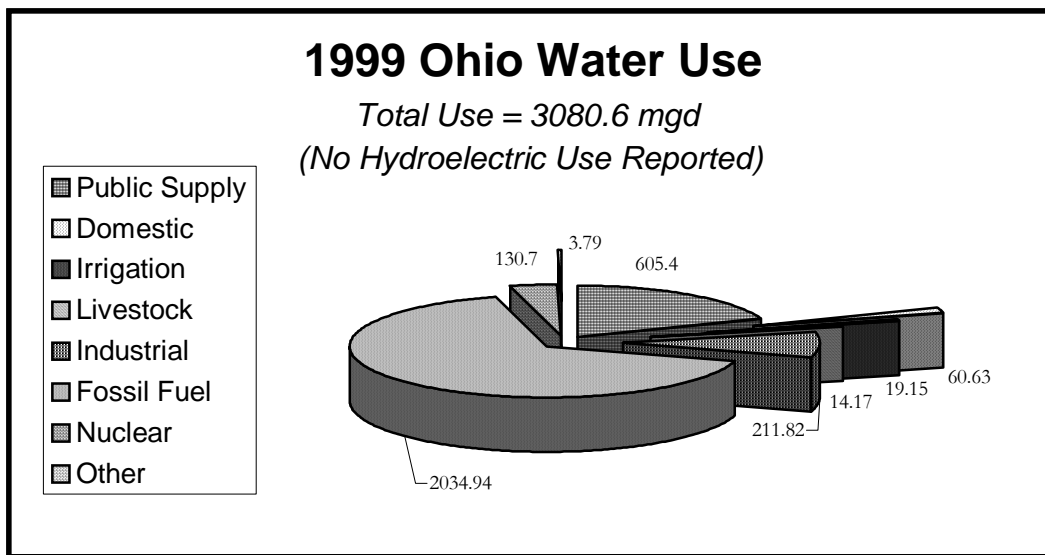 1999 Ohio Water Use
Total Use = 3080.6 mgd
(No Hydroelectric Use Reported)
Public Supply
Domestic
Irrigation
Livestock
Industrial
Fossil Fuel
Nuclear
Other
130.7
3.79
605.4
60.63
19.15
14.17
211.82
2034.94